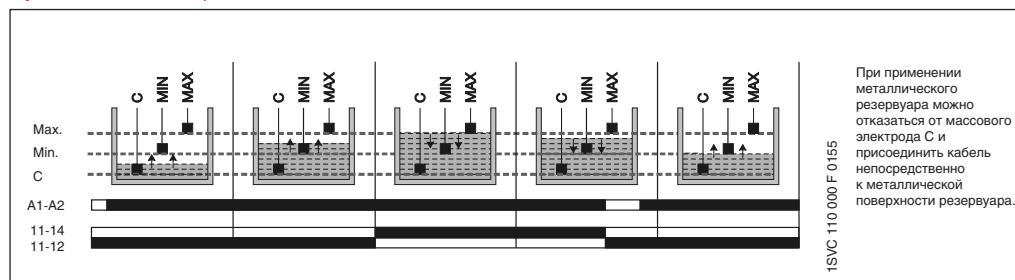 C MIN MAX C MIN MAX C MIN MAX C MIN MAX C MIN MAX
Max.
Min.
C
A1-A2
11-14
11-12
1SVC 110 000 F 0155
При применении
металлического
резервуара можно
отказаться от массового
электрода С и
присоединить кабель
непосредственно
к металлической
поверхности резервуара.